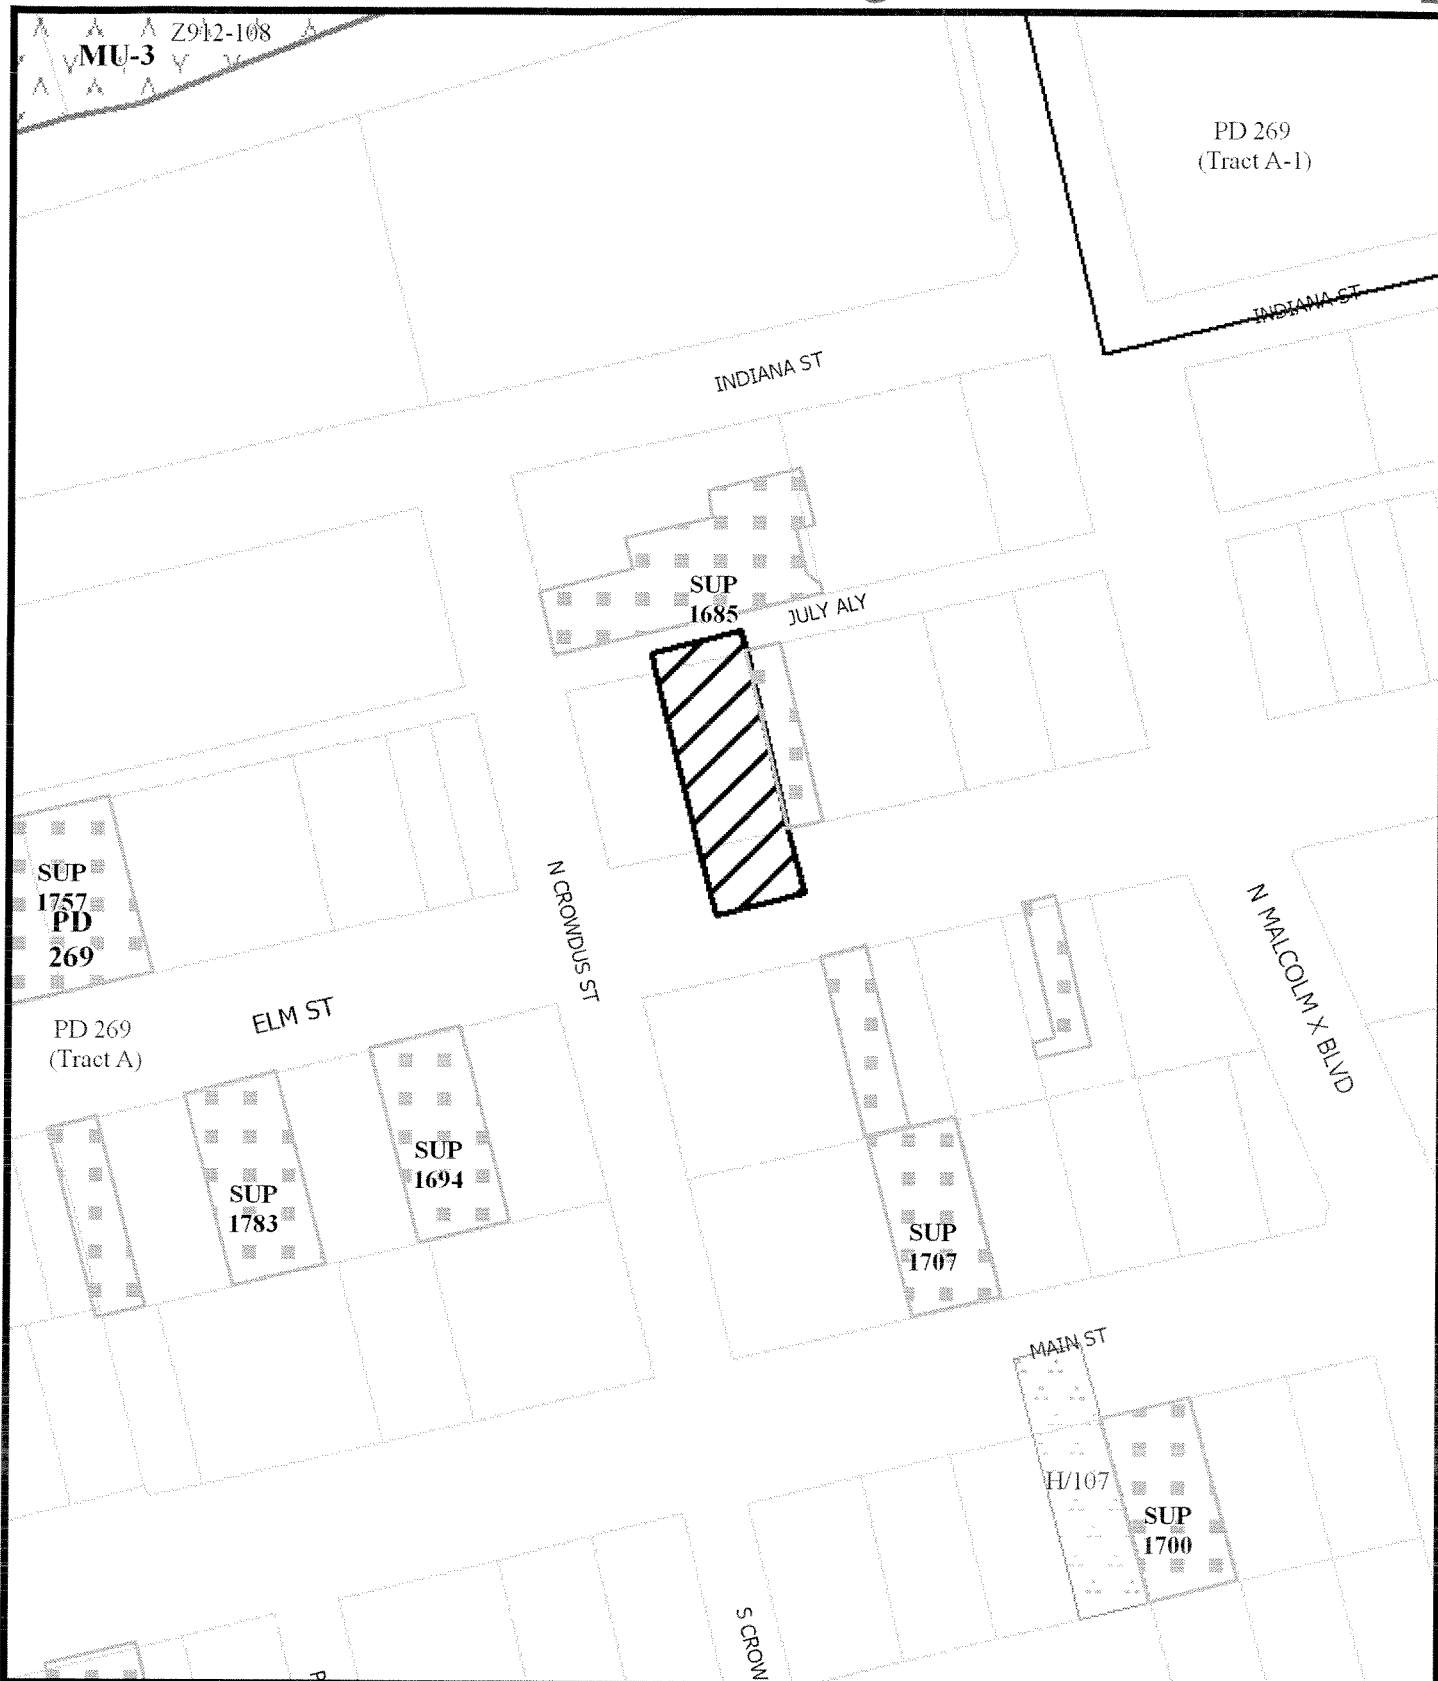 Z912-108
MU-3
PD 269
(Tract A-1)
INDIANA ST
INDIANA ST
SUP
1685
JULY ALY
SUP
1757
PD
269
N CROWDUS ST
N MALCOLM X BLVD
ELM ST
PD 269
(Tract A)
SUP
1694
SUP
1783
SUP
1707
MAIN ST
H/107
SUP
1700
S CROW